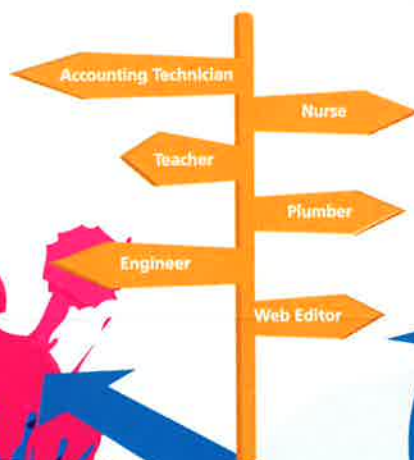 Accounting Technician
Nurse
Teacher
Plumber
Engineer
Web Editor